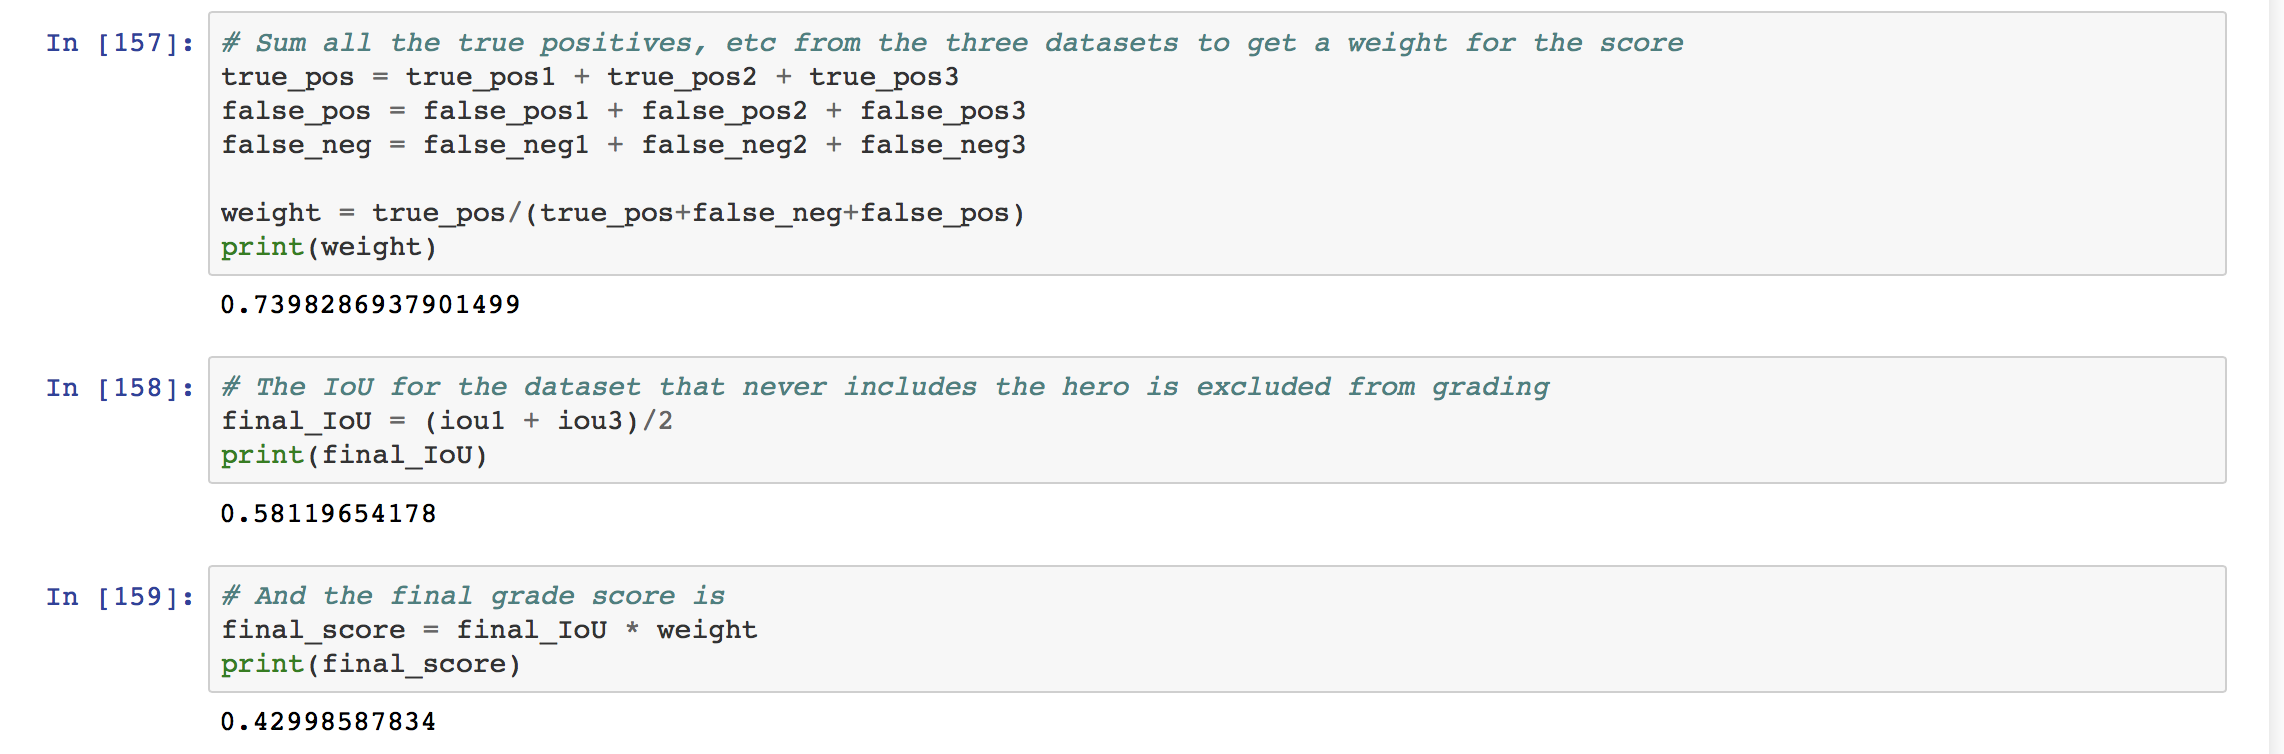 In [157]: # Sum all the true positives, etc from the three datasets to get a weight for the score
true_pos = true_pos1 + true_pos2 + true_pos3
false_pos = false_pos1 + false_pos2 + false_pos3
false_neg = false_neg1 + false_neg2 + false_neg3
weight = true_pos/(true_pos+false_neg+false_pos)
print(weight)
0.7398286937901499
In [158]: # The IoU for the dataset that never includes the hero is excluded from grading
final_IoU = (iou1 + iou3)/2
print(final_IoU)
0.58119654178
In [159]: # And the final grade score is
final_score = final_IoU * weight
print(final_score)
0.42998587834